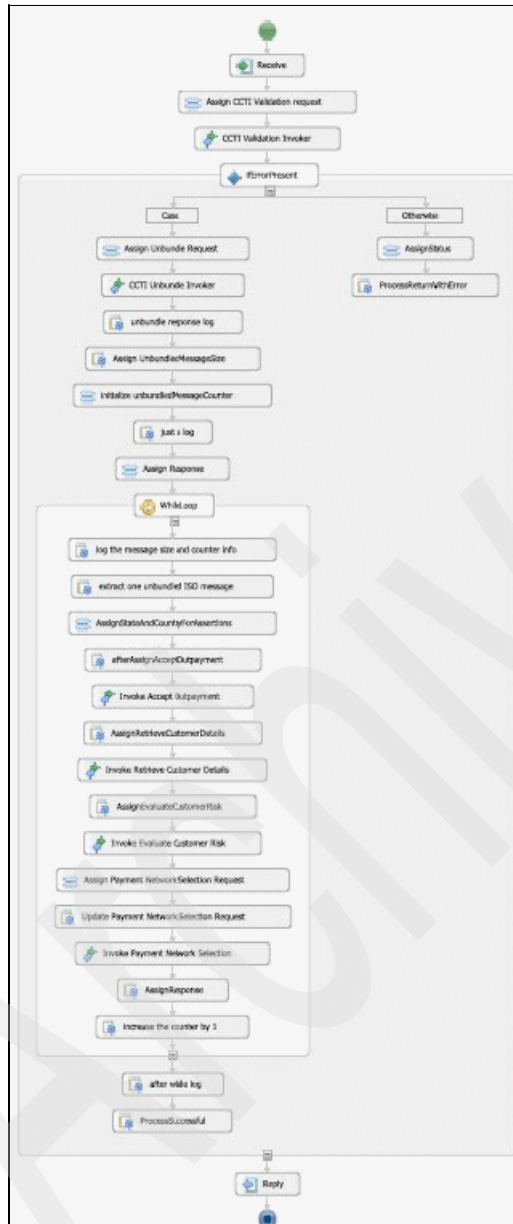 Receive
Assign CCTI Validation request
CCTI Validation Invoker
IfErrorPresent
Case
Otherwise
Assign Unbunde Request
AssignStatus
CCTI Unbunde Invoker
ProcessReturnWithError
unbundle response log
Assign UnbundledMessageSize
initialize unbundledMessageCounter
just a log
Assign Response
WhileLoop
log the message size and counter info
extract one unbundled ISO message
AssignStateAndCountyForAssertions
afterAssignAcceptOutpayment
Invoke Accept Outpayment
AssignRetrieveCustomerDetails
Invoke Retrieve Customer Details
AssignEvaluateCustomerRisk
Invoke Evaluate Customer Risk
Assign Payment NetworkSelection Request
Update Payment NetworkSelection Request
Invoke Payment Network Selection
AssignResponse
increase the counter by 1
after while log
ProcessSuccessful
Reply